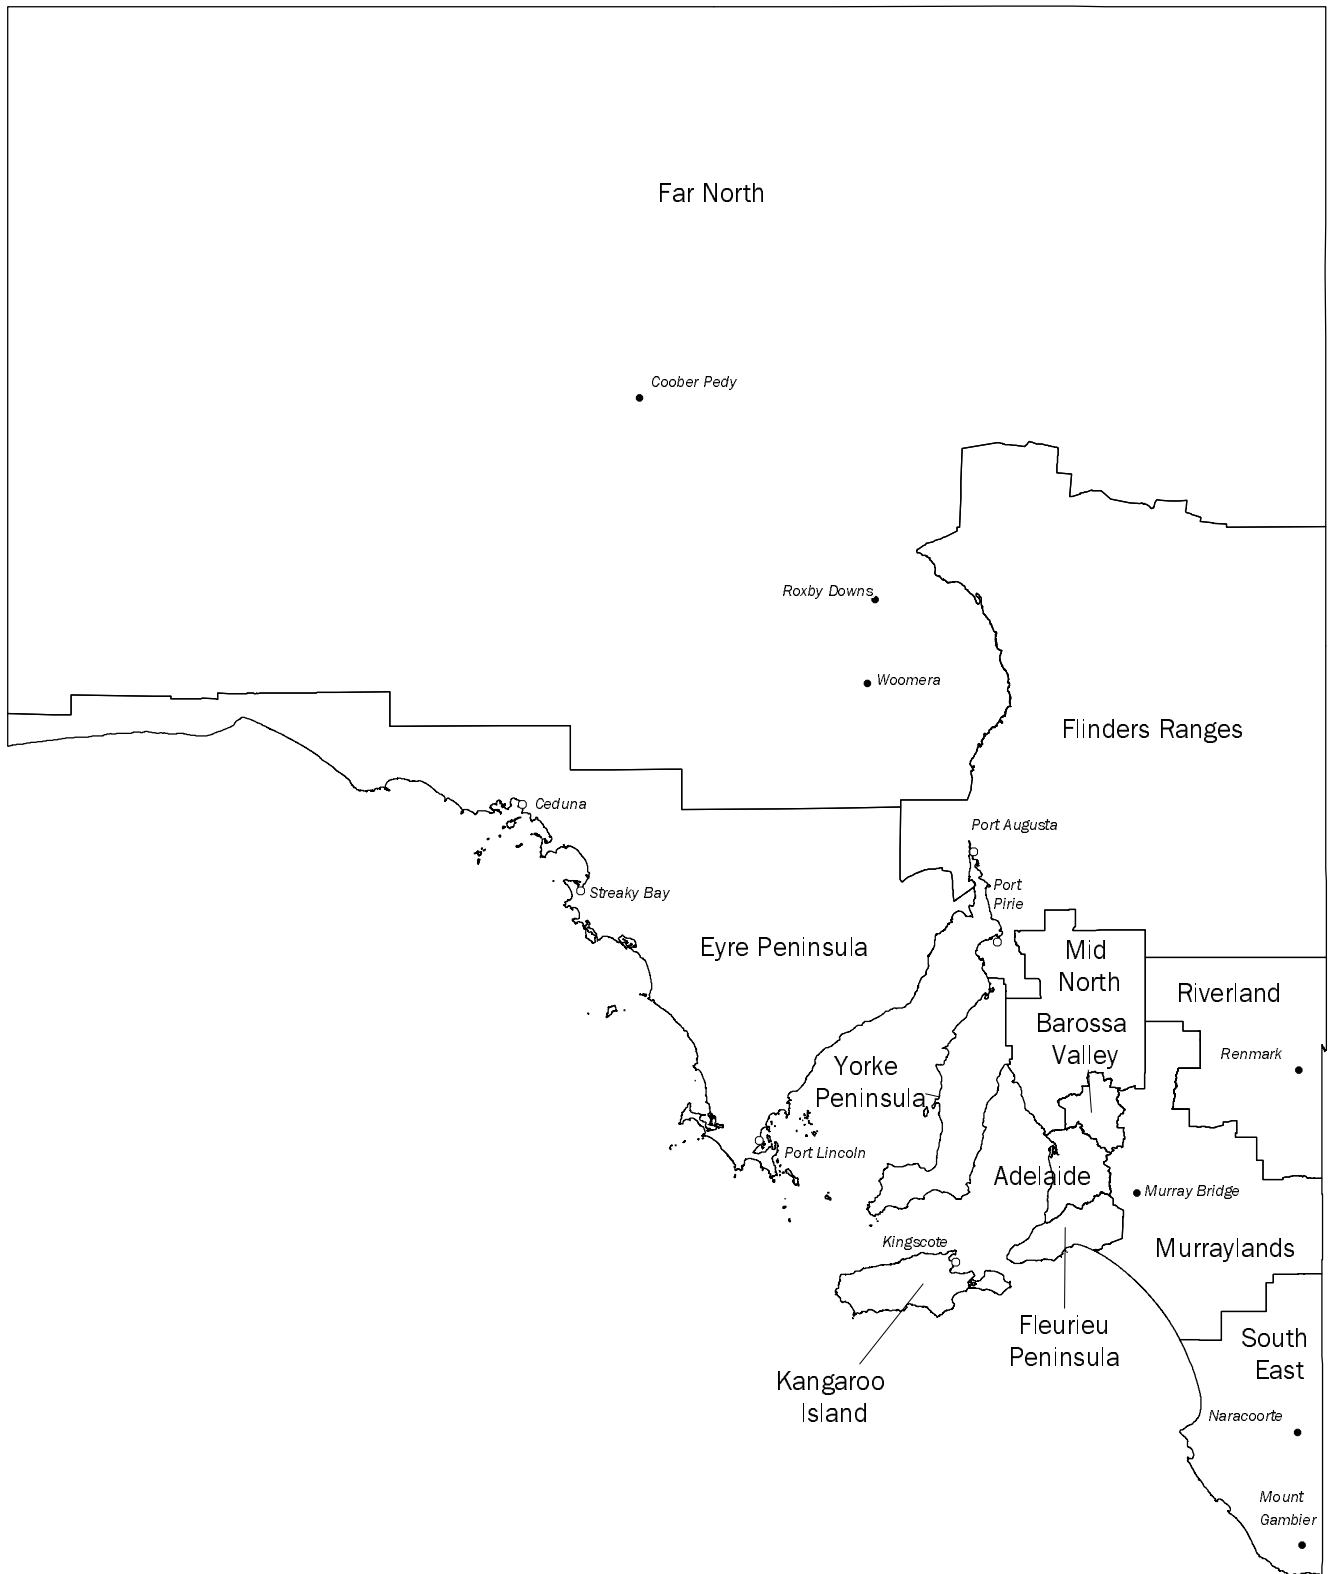 Far North
Coober Pedy
Roxby Downs
Woomera
Flinders Ranges
Ceduna
Port Augusta
Streaky Bay
Port
Pirie
Eyre Peninsula
Mid
North
Riverland
Barossa
Valley
Renmark
Yorke
Peninsula
Port Lincoln
Adelaide
Murray Bridge
Kingscote
Murraylands
Fleurieu
Peninsula
South
East
Kangaroo
Island
Naracoorte
Mount
Gambier